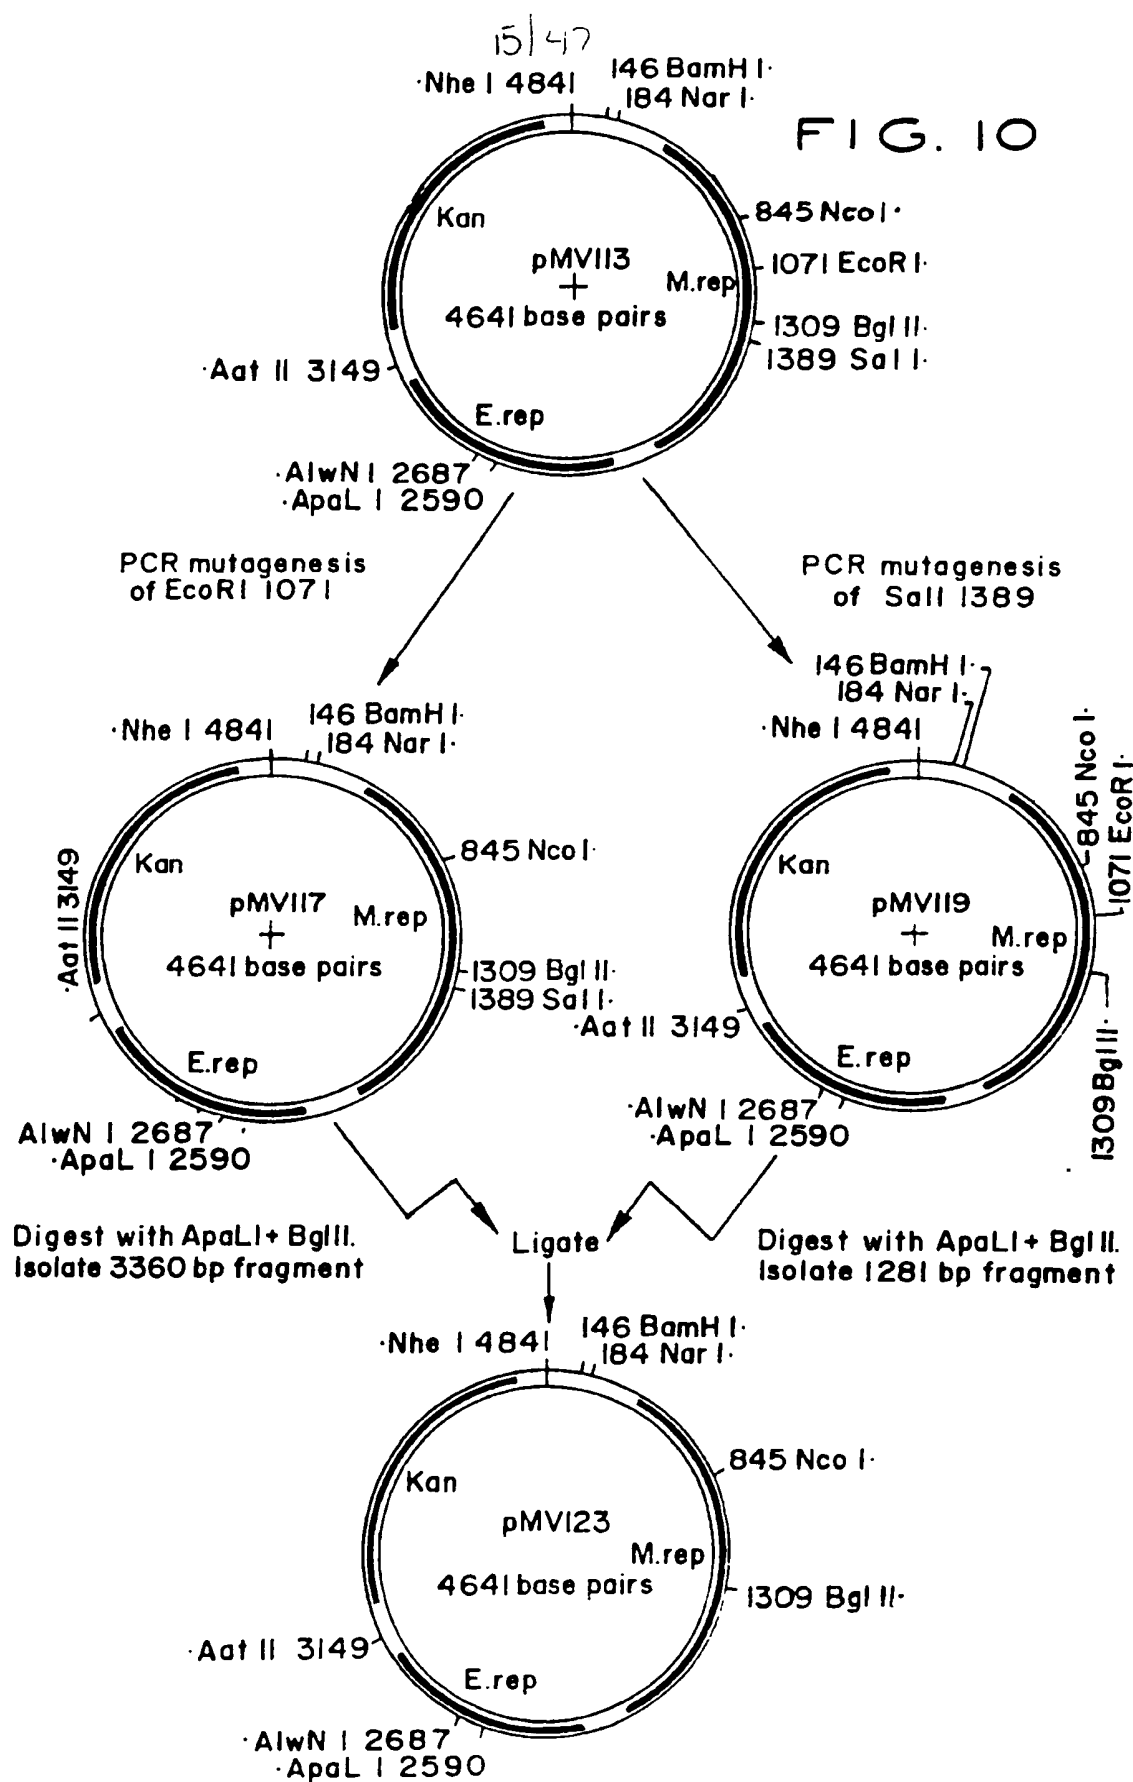 15/47
·Nhe I 4841
146 BamH I·
184 Nar I·
FIG. 10
845 Nco I·
1071 EcoR I·
1309 Bgl II·
1389 Sal I·
Kan
pMV113
+
4641 base pairs
M.rep
·Aat II 3149
E.rep
·AlwN I 2687
·ApaL I 2590
PCR mutagenesis
of EcoRI 1071
PCR mutagenesis
of SalI 1389
·Nhe I 4841
146 BamH I·
184 Nar I·
845 Nco I·
1309 Bgl II·
1389 Sal I·
Kan
pMV117
+
4641 base pairs
M.rep
·Aat II 3149
E.rep
AlwN I 2687
·ApaL I 2590
146 BamH I·
184 Nar I·
·Nhe I 4841
845 Nco I·
1071 EcoR I·
1309 Bgl II·
Kan
pMV119
+
4641 base pairs
M.rep
·Aat II 3149
E.rep
·AlwN I 2687
·ApaL I 2590
Digest with ApaLI + BglII.
Isolate 3360 bp fragment
Ligate
Digest with ApaLI + Bgl II.
Isolate 1281 bp fragment
·Nhe I 4841
146 BamH I·
184 Nar I·
845 Nco I·
1309 Bgl II·
Kan
pMV123
4641 base pairs
M.rep
·Aat II 3149
E.rep
·AlwN I 2687
·ApaL I 2590